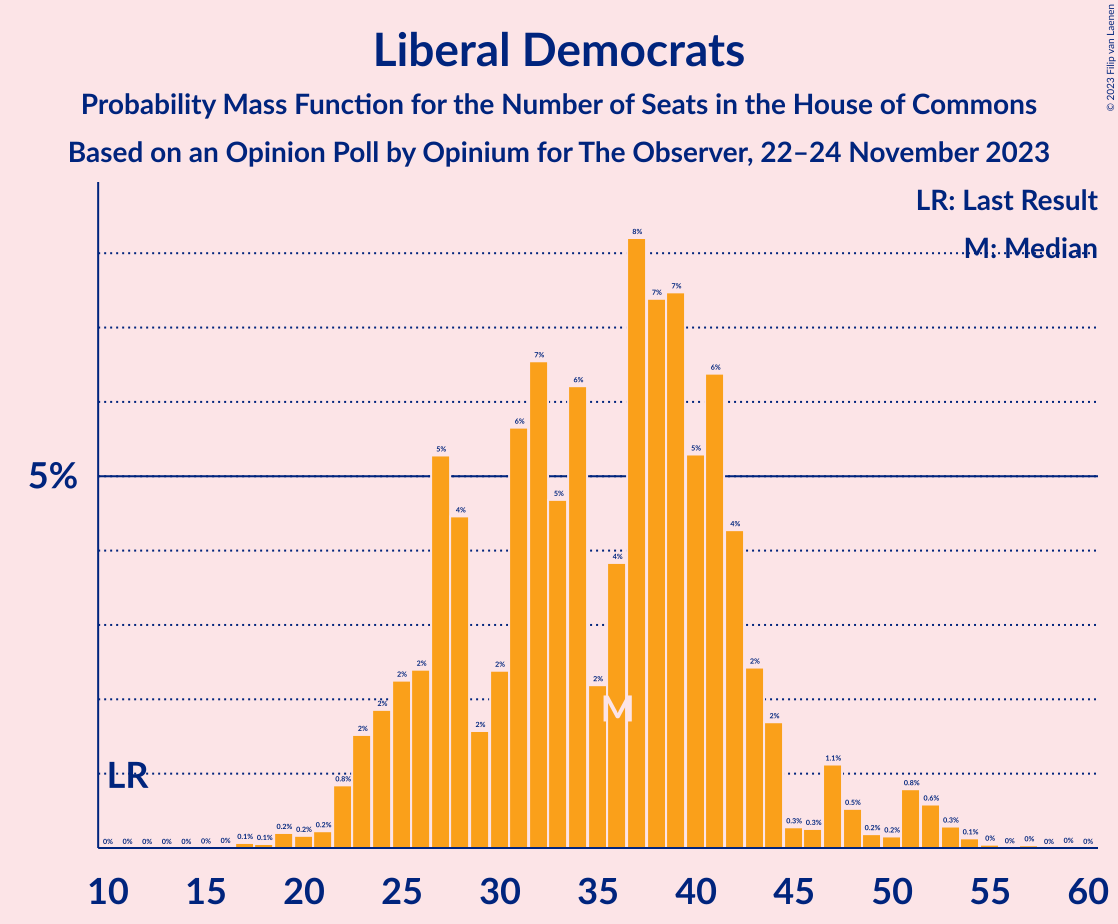 Liberal Democrats
Probability Mass Function for the Number of Seats in the House of Commons
Based on an Opinion Poll by Opinium for The Observer, 22–24 November 2023
© 2023 Filip van Laenen
LR: Last Result
M: Median
5%
LR
M
0% 0% 0% 0% 0% 0% 0% 0.1% 0.1% 0.2% 0.2% 0.2% 0.8% 2% 2% 2% 2% 5% 4% 2% 2% 6% 7% 5% 6% 2% 4% 8% 7% 7% 5% 6% 4% 2% 2% 0.3% 0.3% 1.1% 0.5% 0.2% 0.2% 0.8% 0.6% 0.3% 0.1% 0% 0% 0% 0% 0% 0%
10 15 20 25 30 35 40 45 50 55 60